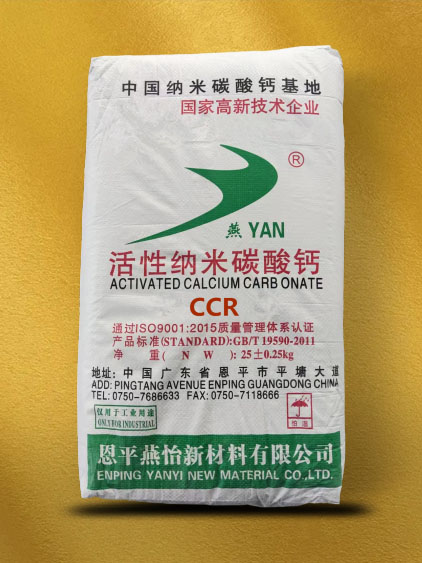 中国纳米碳酸钙基地
国家高新技术企业
®
燕 YAN
活性纳米碳酸钙
ACTIVATED CALCIUM CARBONATE
CCR
通过ISO9001:2015质量管理体系认证
产品标准(STANDARD):GB/T 19590-2011
净 重( N W ): 25±0.25kg
地址: 中国广东省恩平市平塘大道
ADD: PINGTANG AVENUE ENPING GUANGDONG CHINA
TEL: 0750-7686633 FAX: 0750-7118666
仅用于工业用途
ONLY FOR INDUSTRIAL
怕湿
恩平燕怡新材料有限公司
ENPING YANYI NEW MATERIAL CO.,LTD.